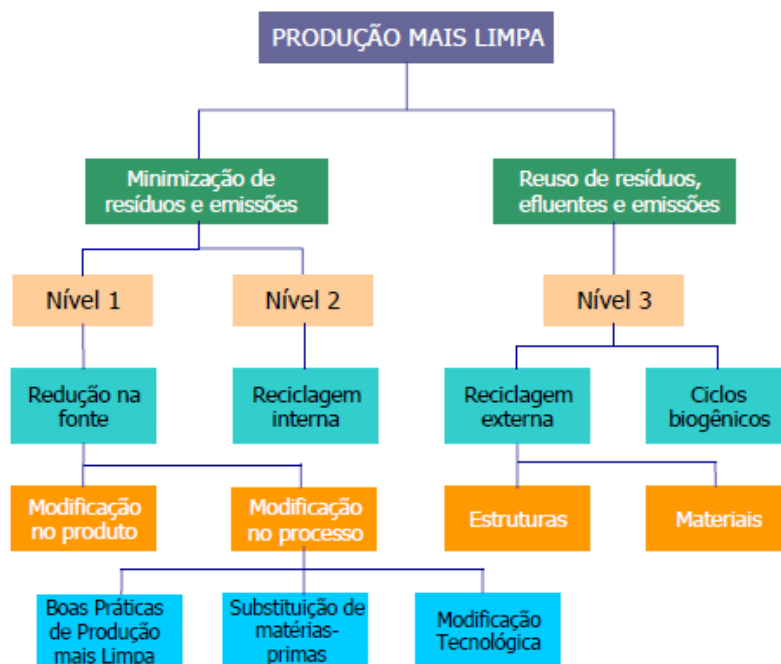 PRODUÇÃO MAIS LIMPA
Minimização de
resíduos e emissões
Reuso de resíduos,
efluentes e emissões
Nível 1
Nível 2
Nível 3
Redução na
fonte
Reciclagem
interna
Reciclagem
externa
Ciclos
biogênicos
Modificação
no produto
Modificação
no processo
Estruturas
Materiais
Boas Práticas
de Produção
mais Limpa
Substituição de
matérias-
primas
Modificação
Tecnológica